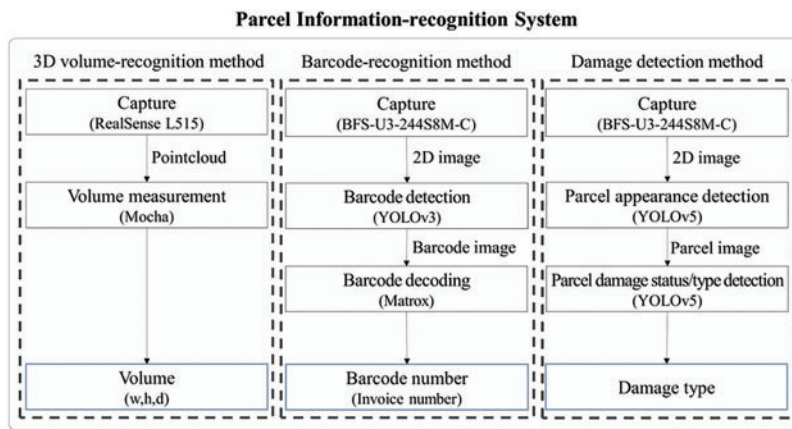 Parcel Information-recognition System
3D volume-recognition method
Capture
(RealSense L515)
Pointcloud
Volume measurement
(Mocha)
Volume
(w,h,d)
Barcode-recognition method
Capture
(BFS-U3-244S8M-C)
2D image
Barcode detection
(YOLOv3)
Barcode image
Barcode decoding
(Matrox)
Barcode number
(Invoice number)
Damage detection method
Capture
(BFS-U3-244S8M-C)
2D image
Parcel appearance detection
(YOLOv5)
Parcel image
Parcel damage status/type detection
(YOLOv5)
Damage type